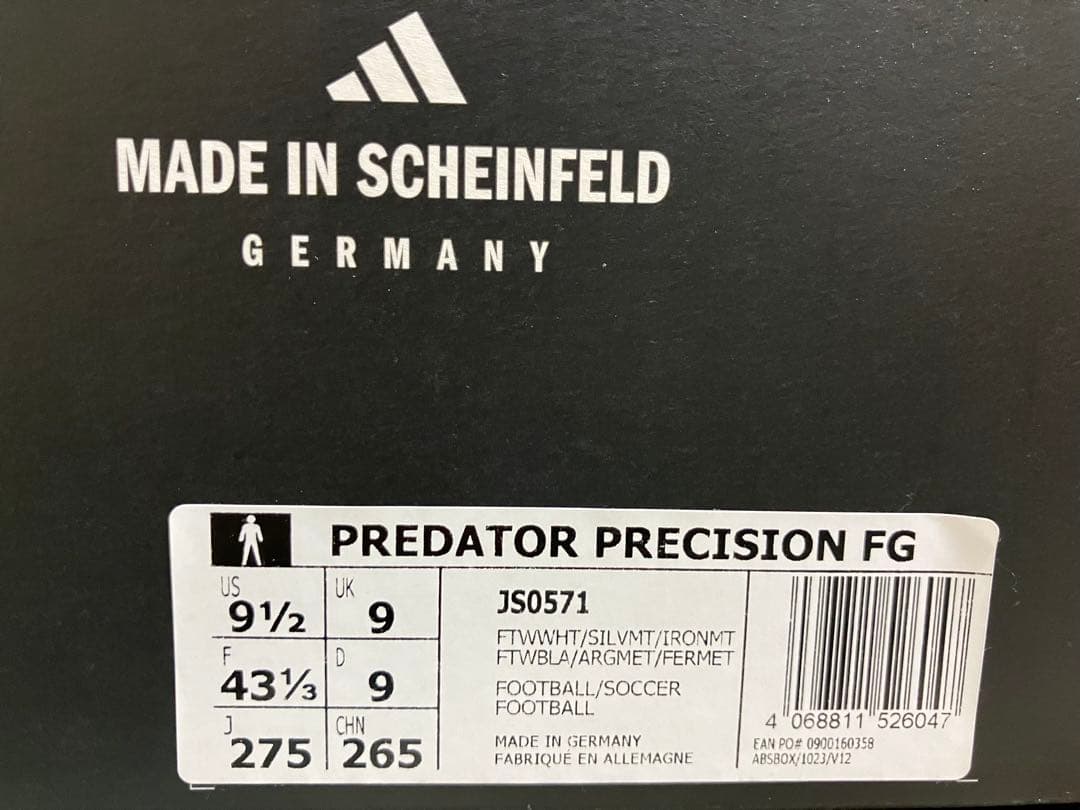 MADE IN SCHEINFELD
GERMANY
PREDATOR PRECISION FG
US
9½
UK
9
F
43⅓
D
9
J
275
CHN
265
JS0571
FTWWHT/SILVMT/IRONMT
FTWBLA/ARGMET/FERMET
FOOTBALL/SOCCER
FOOTBALL
MADE IN GERMANY
FABRIQUÉ EN ALLEMAGNE
4 068811 526047
EAN PO# 0900160358
ABSBOX/1023/V12